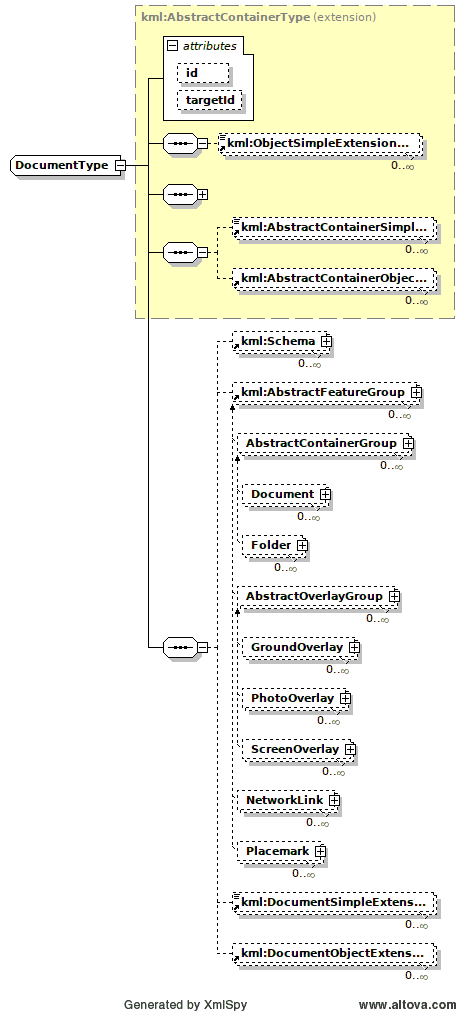 kml:AbstractContainerType (extension)
attributes
id
targetId
kml:ObjectSimpleExtension...
0..∞
DocumentType
kml:AbstractContainerSimpl...
0..∞
kml:AbstractContainerObjec...
0..∞
kml:Schema
0..∞
kml:AbstractFeatureGroup
0..∞
AbstractContainerGroup
0..∞
Document
0..∞
Folder
0..∞
AbstractOverlayGroup
0..∞
GroundOverlay
0..∞
PhotoOverlay
0..∞
ScreenOverlay
0..∞
NetworkLink
0..∞
Placemark
0..∞
kml:DocumentSimpleExtens...
0..∞
kml:DocumentObjectExtens...
0..∞
Generated by XmlSpy www.altova.com